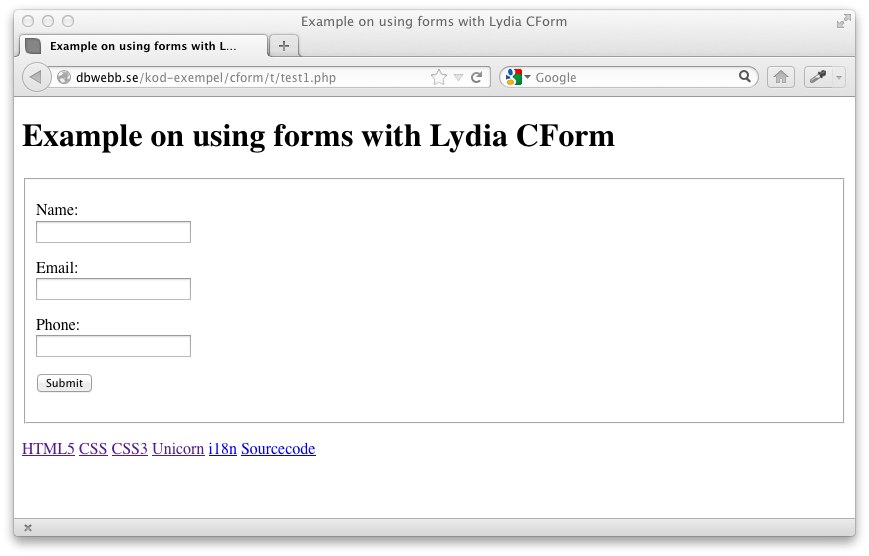 Example on using forms with Lydia CForm
Example on using forms with L...
dbwebb.se/kod-exempel/cform/t/test1.php
Google
Example on using forms with Lydia CForm
Name:
Email:
Phone:
Submit
HTML5 CSS CSS3 Unicorn i18n Sourcecode